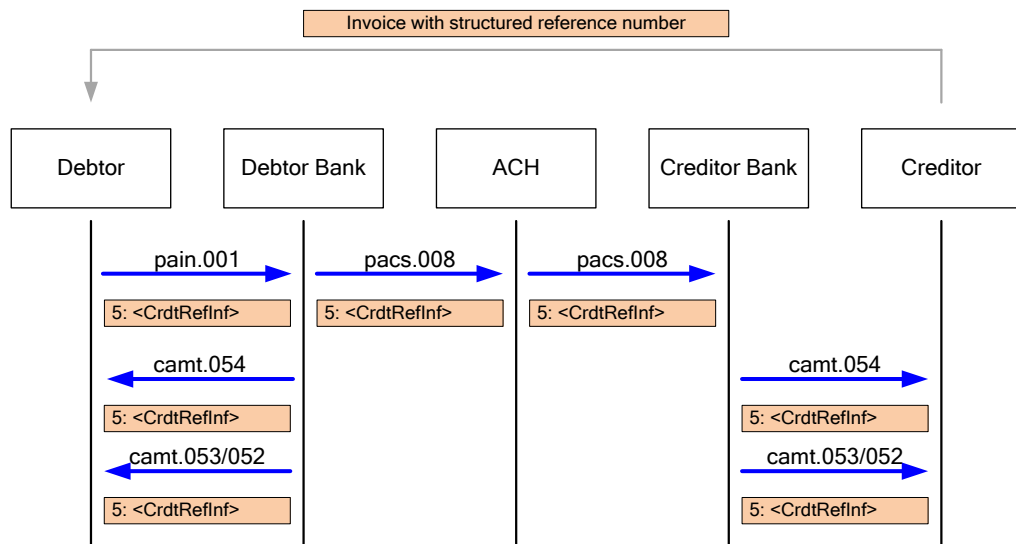 Invoice with structured reference number
Debtor
Debtor Bank
ACH
Creditor Bank
Creditor
pain.001
pacs.008
pacs.008
5: <CrdtRefInf>
5: <CrdtRefInf>
5: <CrdtRefInf>
camt.054
camt.054
5: <CrdtRefInf>
5: <CrdtRefInf>
camt.053/052
camt.053/052
5: <CrdtRefInf>
5: <CrdtRefInf>